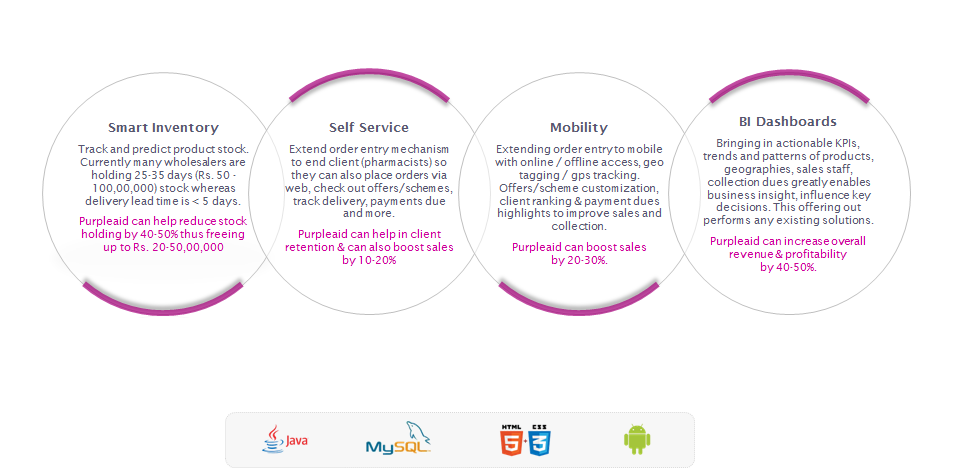 Smart Inventory
Track and predict product stock.
Currently many wholesalers are
holding 25-35 days (Rs. 50 -
100,00,000) stock whereas
delivery lead time is < 5 days.
Purpleaid can help reduce stock
holding by 40-50% thus freeing
up to Rs. 20-50,00,000
Self Service
Extend order entry mechanism
to end client (pharmacists) so
they can also place orders via
web, check out offers/schemes,
track delivery, payments due
and more.
Purpleaid can help in client
retention & can also boost sales
by 10-20%
Mobility
Extending order entry to mobile
with online / offline access, geo
tagging / gps tracking.
Offers/scheme customization,
client ranking & payment dues
highlights to improve sales and
collection.
Purpleaid can boost sales
by 20-30%.
BI Dashboards
Bringing in actionable KPIs,
trends and patterns of products,
geographies, sales staff,
collection dues greatly enables
business insight, influence key
decisions. This offering out
performs any existing solutions.
Purpleaid can increase overall
revenue & profitability
by 40-50%.
Java
MySQL
HTML
5
+
CSS
3